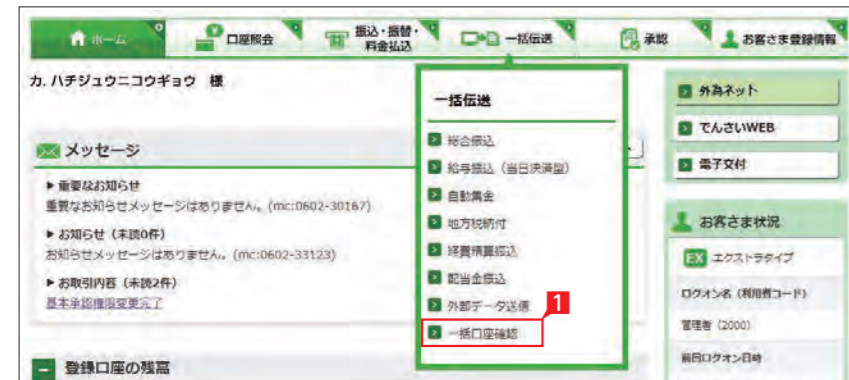 ホーム
口座照会
振込・振替・
料金払込
一括伝送
承認
お客さま登録情報
カ．ハチジュウニコウギョウ 様
メッセージ
▶ 重要なお知らせ
重要なお知らせメッセージはありません。(mc:0602-30167)
▶ お知らせ（未読0件）
お知らせメッセージはありません。(mc:0602-33123)
▶ お取引内容（未読2件）
基本承認権限変更完了
登録口座の残高
一括伝送
総合振込
給与振込（当日決済型）
自動集金
地方税納付
経費精算振込
配当金振込
外部データ送信
1
一括口座確認
外為ネット
でんさいWEB
電子交付
お客さま状況
EX エクストラタイプ
ログオン名（利用者コード）
管理者（2000）
前回ログオン日時